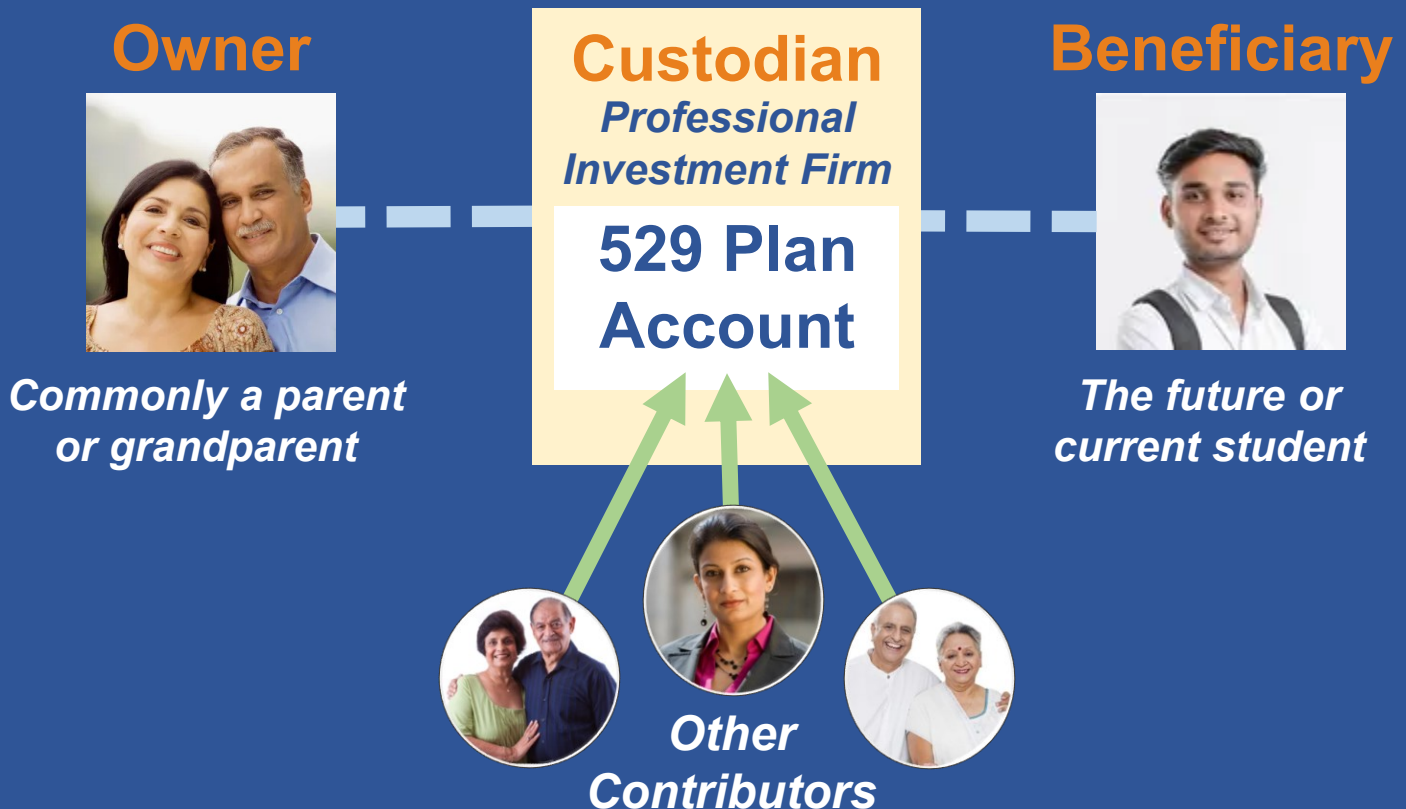 Owner
Commonly a parent
or grandparent
Custodian
Professional
Investment Firm
529 Plan
Account
Beneficiary
The future or
current student
Other
Contributors